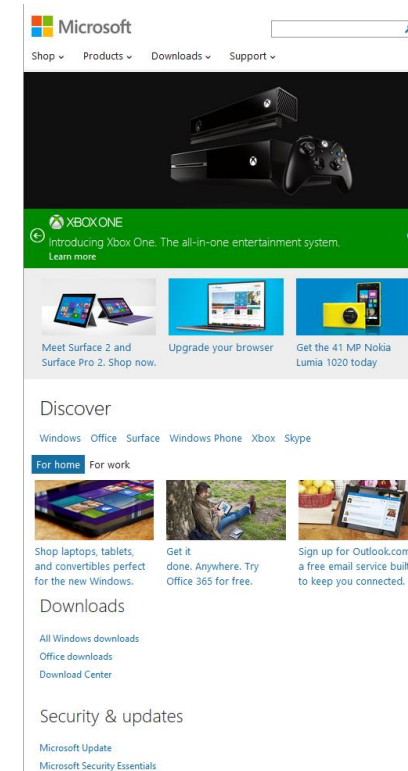 Microsoft
Shop Products Downloads Support
XBOX ONE
Introducing Xbox One. The all-in-one entertainment system.
Learn more
Meet Surface 2 and
Surface Pro 2. Shop now.
Upgrade your browser
Get the 41 MP Nokia
Lumia 1020 today
Discover
Windows Office Surface Windows Phone Xbox Skype
For home For work
Shop laptops, tablets,
and convertibles perfect
for the new Windows.
Get it
done. Anywhere. Try
Office 365 for free.
Sign up for Outlook.com
a free email service built
to keep you connected.
Downloads
All Windows downloads
Office downloads
Download Center
Security & updates
Microsoft Update
Microsoft Security Essentials